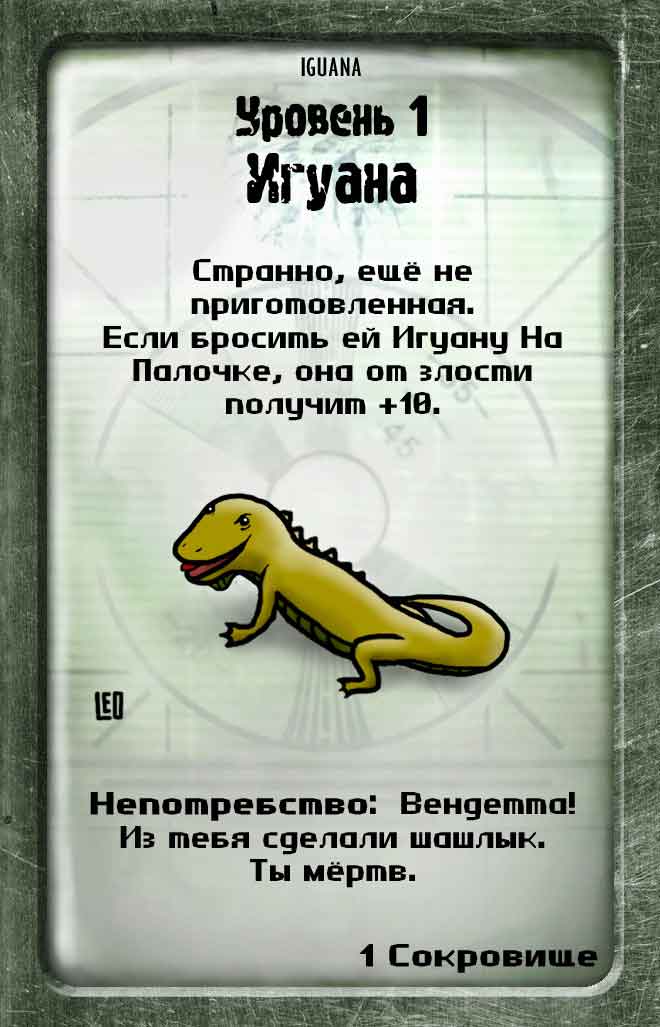 IGUANA
Уровень 1
Игуана
Странно, ещё не
приготовленная.
Если бросить ей Игуану На
Палочке, она от злости
получит +10.
45
LEO
Непотребство: Вендетта!
Из тебя сделали шашлык.
Ты мёртв.
1 Сокровище